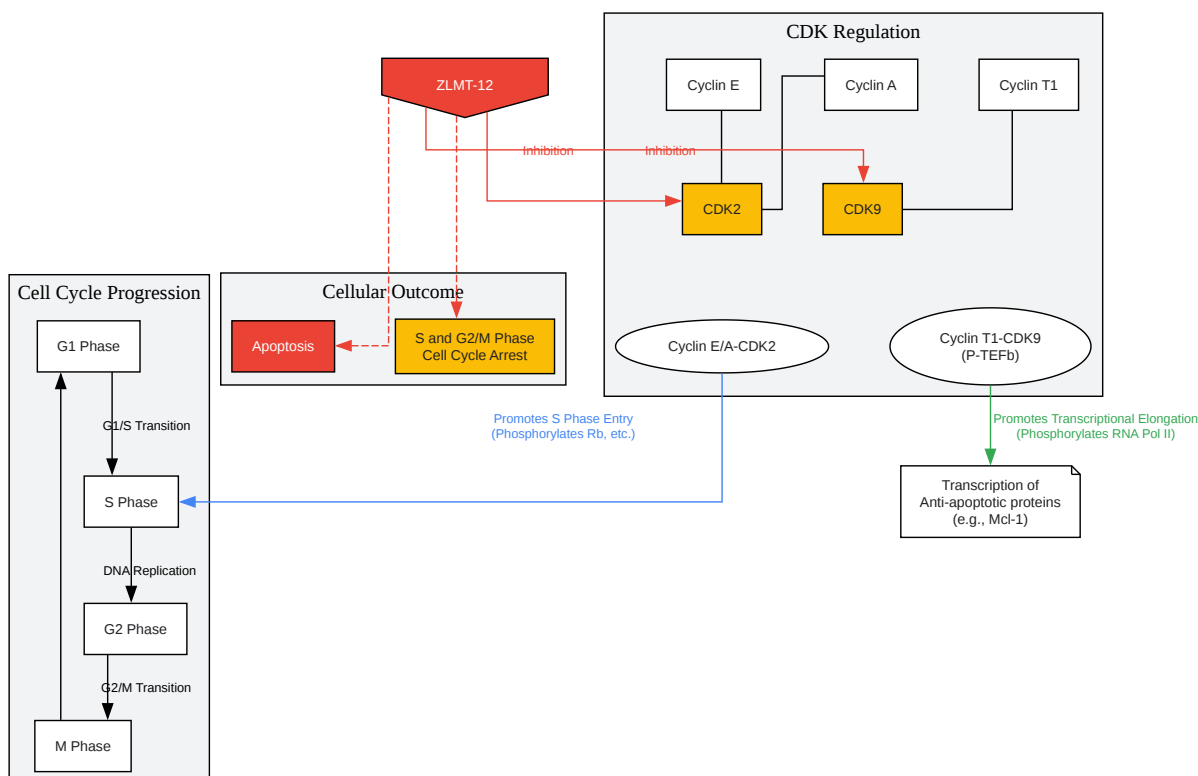 CDK Regulation
ZLMT-12
Cyclin E
Cyclin A
Cyclin T1
Inhibition
Inhibition
CDK2
CDK9
Cell Cycle Progression
Cellular Outcome
G1 Phase
Apoptosis
S and G2/M Phase
Cell Cycle Arrest
Cyclin E/A-CDK2
Cyclin T1-CDK9
(P-TEFb)
G1/S Transition
Promotes S Phase Entry
(Phosphorylates Rb, etc.)
Promotes Transcriptional Elongation
(Phosphorylates RNA Pol II)
S Phase
Transcription of
Anti-apoptotic proteins
(e.g., Mcl-1)
DNA Replication
G2 Phase
G2/M Transition
M Phase